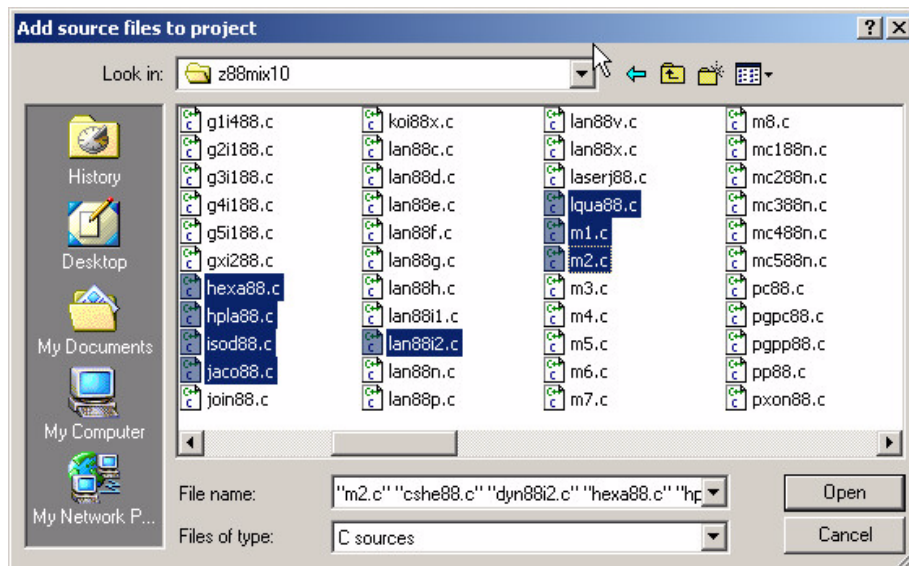 Add source files to project
Look in: z88mix10
History
Desktop
My Documents
My Computer
My Network P...
g1i488.c koi88x.c lan88v.c m8.c
g2i188.c lan88c.c lan88x.c mc188n.c
g3i188.c lan88d.c laserj88.c mc288n.c
g4i188.c lan88e.c lqua88.c mc388n.c
g5i188.c lan88f.c m1.c mc488n.c
gxi288.c lan88g.c m2.c mc588n.c
hexa88.c lan88h.c m3.c pc88.c
hpla88.c lan88i1.c m4.c pgpc88.c
isod88.c lan88i2.c m5.c pgpp88.c
jaco88.c lan88n.c m6.c pp88.c
join88.c lan88p.c m7.c pxon88.c
File name: "m2.c" "cshe88.c" "dyn88i2.c" "hexa88.c" "hp Open
Files of type: C sources Cancel